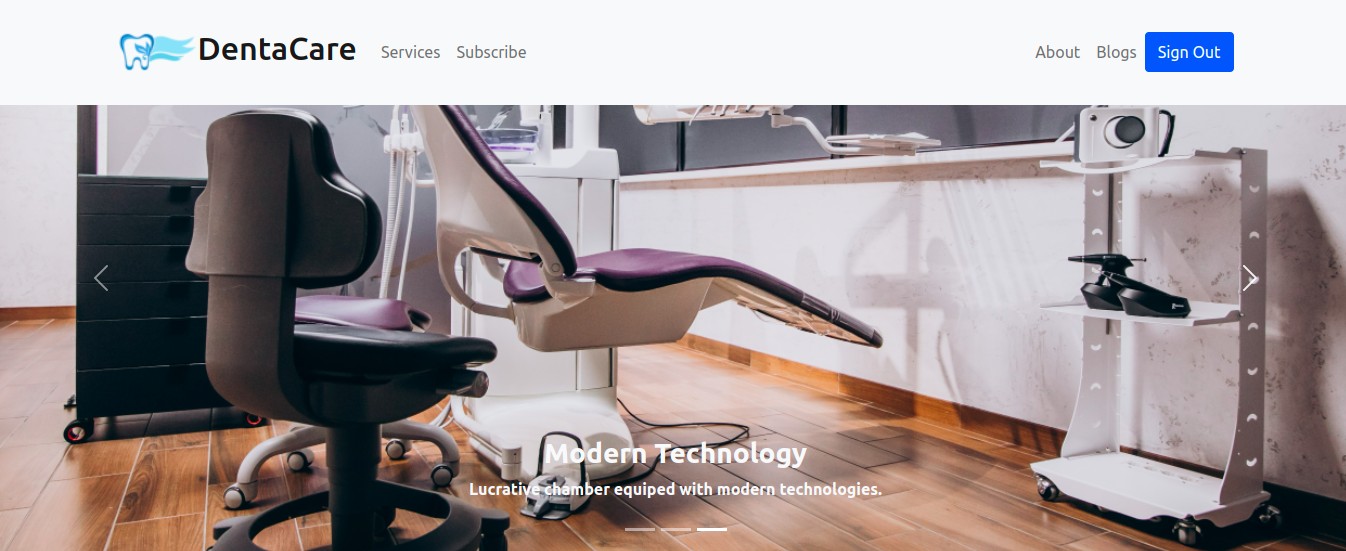 DentaCare Services Subscribe About Blogs Sign Out
Modern Technology
Lucrative chamber equiped with modern technologies.